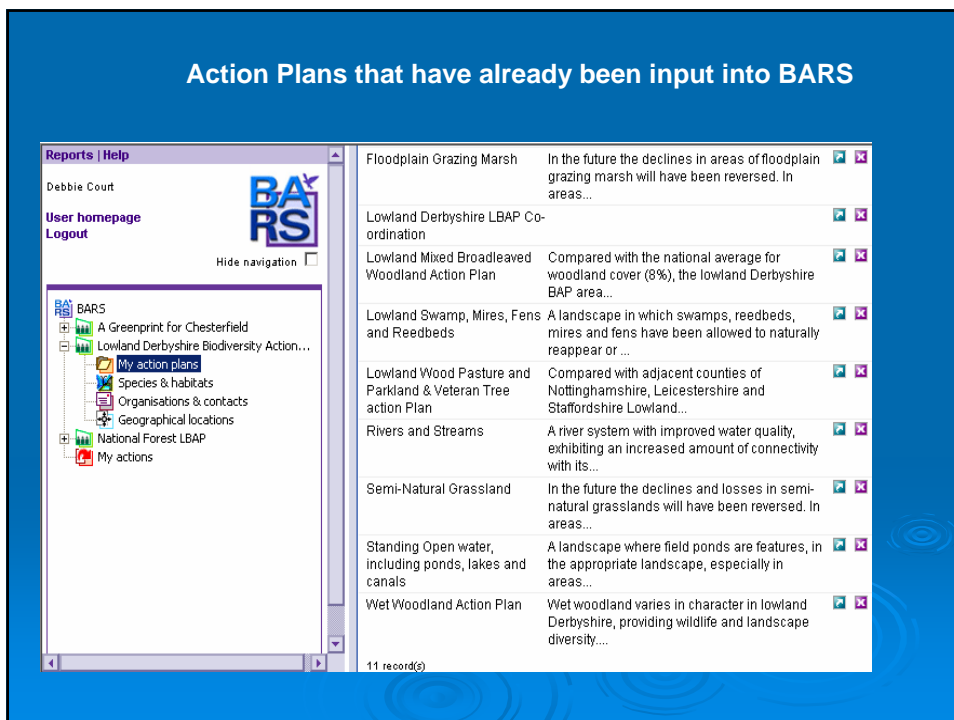 Action Plans that have already been input into BARS
Reports | Help
Debbie Court
BA
RS
User homepage
Logout
Hide navigation
BA
RS
BARS
A Greenprint for Chesterfield
Lowland Derbyshire Biodiversity Action...
My action plans
Species & habitats
Organisations & contacts
Geographical locations
National Forest LBAP
My actions
Floodplain Grazing Marsh
In the future the declines in areas of floodplain
grazing marsh will have been reversed. In
areas...
Lowland Derbyshire LBAP Co-
ordination
Lowland Mixed Broadleaved
Woodland Action Plan
Compared with the national average for
woodland cover (8%), the lowland Derbyshire
BAP area...
Lowland Swamp, Mires, Fens
and Reedbeds
A landscape in which swamps, reedbeds,
mires and fens have been allowed to naturally
reappear or ...
Lowland Wood Pasture and
Parkland & Veteran Tree
action Plan
Compared with adjacent counties of
Nottinghamshire, Leicestershire and
Staffordshire Lowland...
Rivers and Streams
A river system with improved water quality,
exhibiting an increased amount of connectivity
with its...
Semi-Natural Grassland
In the future the declines and losses in semi-
natural grasslands will have been reversed. In
areas...
Standing Open water,
including ponds, lakes and
canals
A landscape where field ponds are features, in
the appropriate landscape, especially in
areas...
Wet Woodland Action Plan
Wet woodland varies in character in lowland
Derbyshire, providing wildlife and landscape
diversity....
11 record(s)